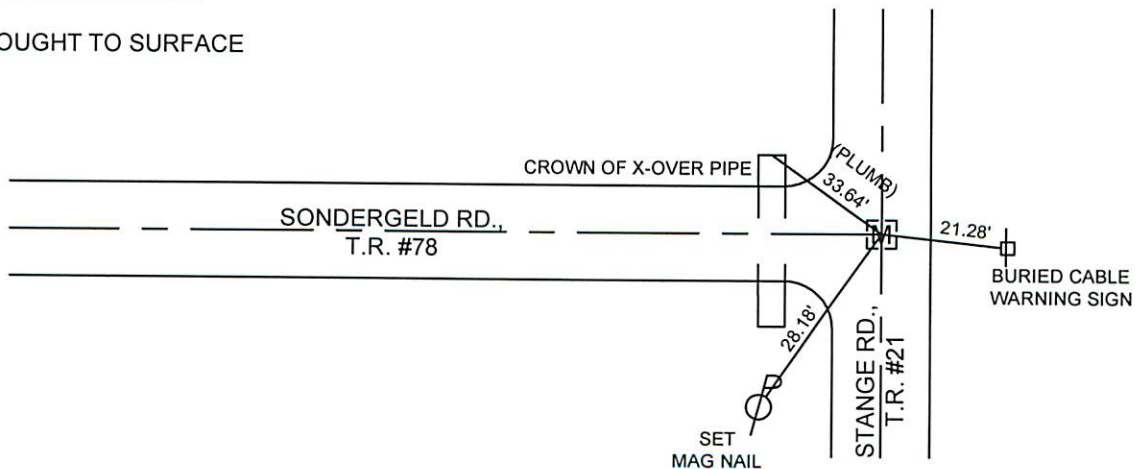 OUGHT TO SURFACE
CROWN OF X-OVER PIPE
(PLUMB)
33.64'
SONDERGELD RD.,
T.R. #78
M
21.28'
BURIED CABLE
WARNING SIGN
28.18'
STANGE RD.,
T.R. #21
SET
MAG NAIL